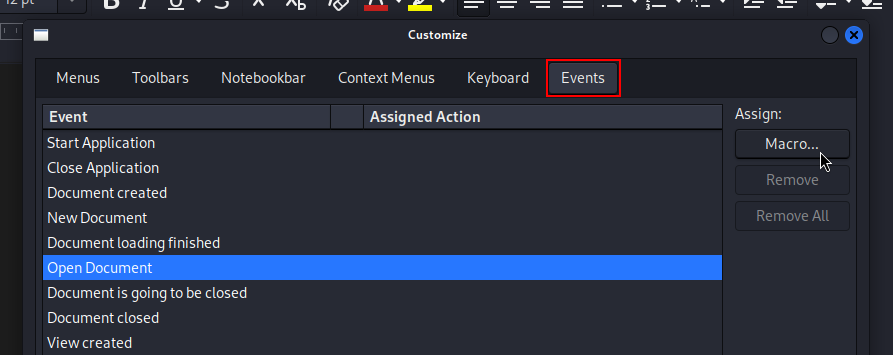 12 pt
B I U A
Customize
Menus Toolbars Notebookbar Context Menus Keyboard Events
Event Assigned Action
Assign:
Start Application
Macro...
Close Application
Document created
Remove
New Document
Remove All
Document loading finished
Open Document
Document is going to be closed
Document closed
View created